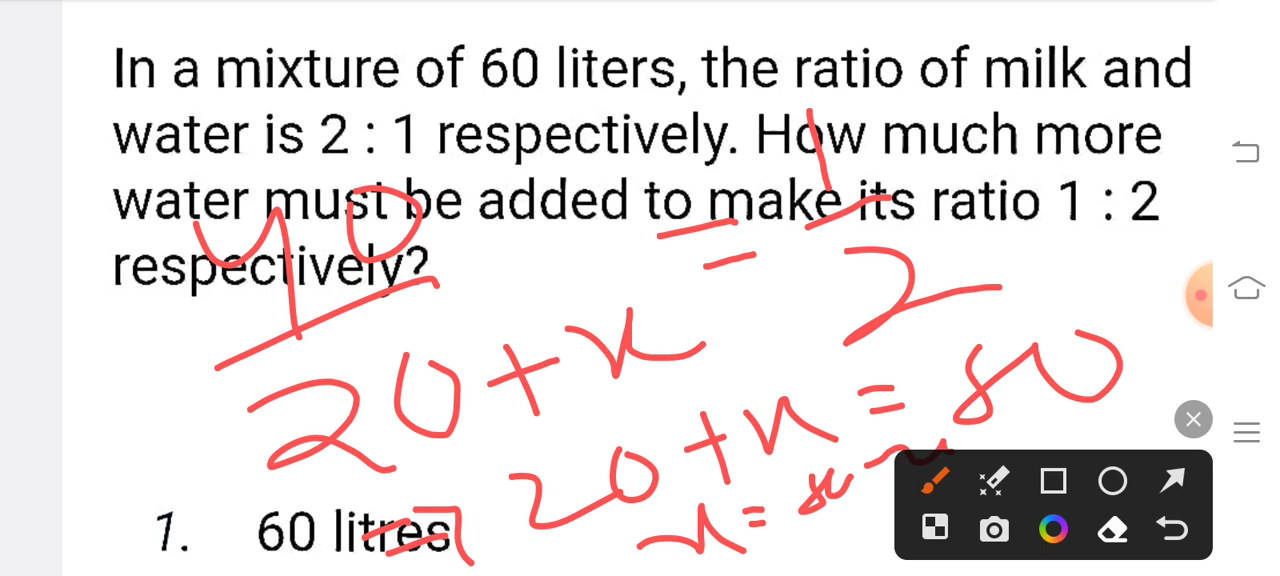 In a mixture of 60 liters, the ratio of milk and
water is 2 : 1 respectively. How much more
water must be added to make its ratio 1 : 2
respectively?
40/20+x = 1/2
=> 20+x = 80
x = 80
1. 60 litres